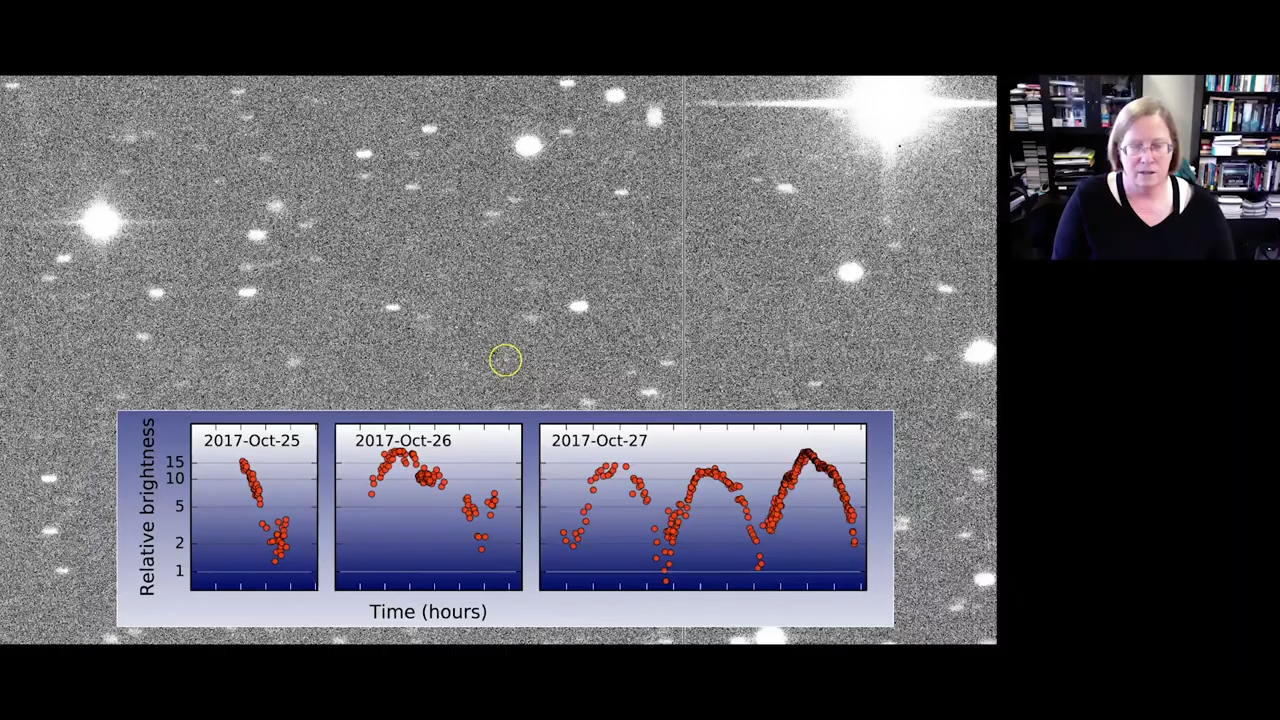 Relative brightness
15
10
5
2
1
2017-Oct-25
2017-Oct-26
2017-Oct-27
Time (hours)